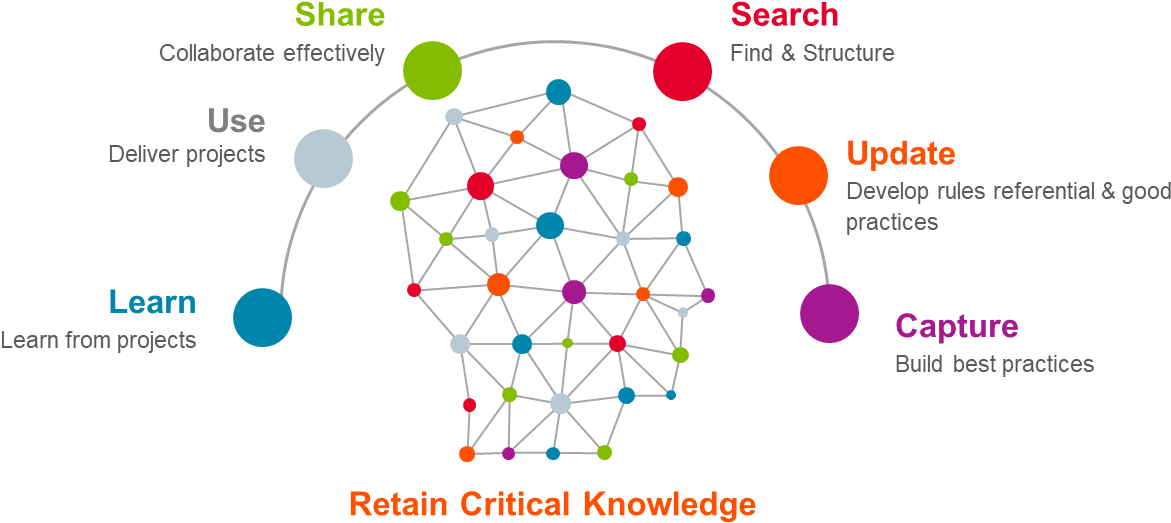 Share
Collaborate effectively
Search
Find & Structure
Use
Deliver projects
Update
Develop rules referential & good
practices
Learn
Learn from projects
Capture
Build best practices
Retain Critical Knowledge